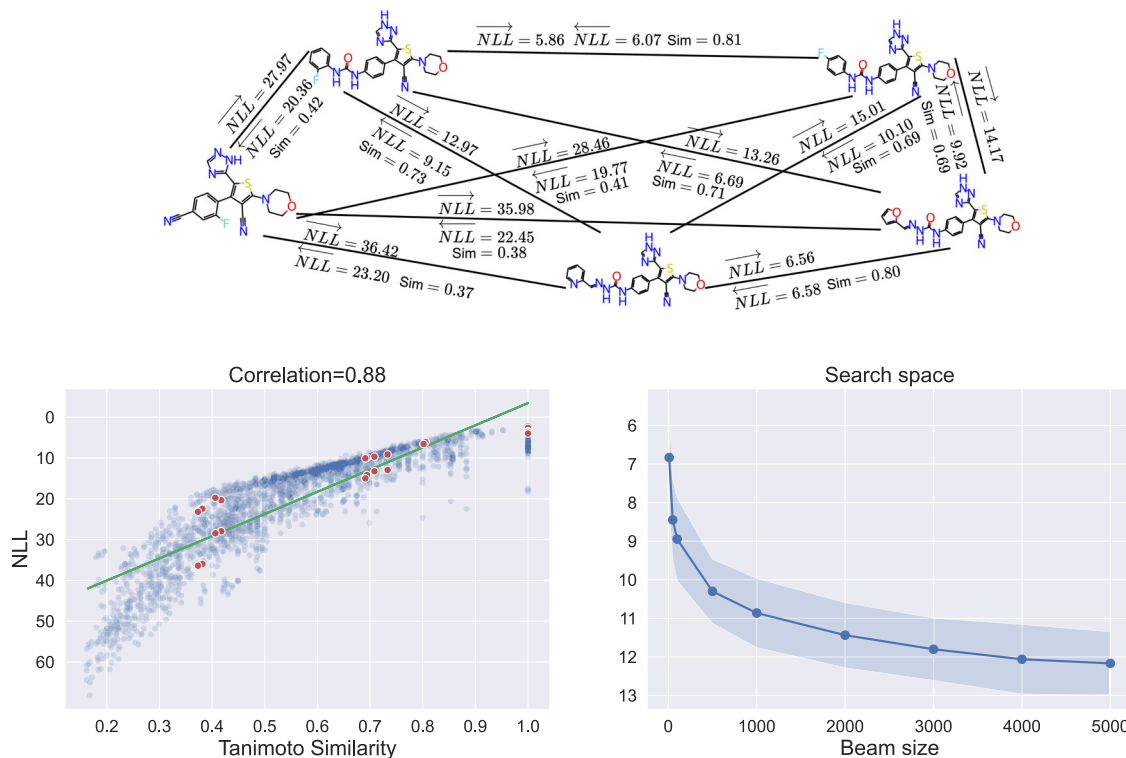 NLL = 5.86 NLL = 6.07 Sim = 0.81
NLL = 27.97
NLL = 20.36
Sim = 0.42
NLL = 12.97
NLL = 9.15
Sim = 0.73
NLL = 28.46
NLL = 19.77
Sim = 0.41
NLL = 13.26
NLL = 6.69
Sim = 0.71
NLL = 15.01
NLL = 10.10
Sim = 0.69
NLL = 14.17
NLL = 9.92
Sim = 0.69
NLL = 35.98
NLL = 22.45
Sim = 0.38
NLL = 36.42
NLL = 23.20 Sim = 0.37
NLL = 6.56
NLL = 6.58 Sim = 0.80
Correlation=0.88
NLL
0
10
20
30
40
50
60
0.2 0.3 0.4 0.5 0.6 0.7 0.8 0.9 1.0
Tanimoto Similarity
Search space
6
7
8
9
10
11
12
13
0 1000 2000 3000 4000 5000
Beam size